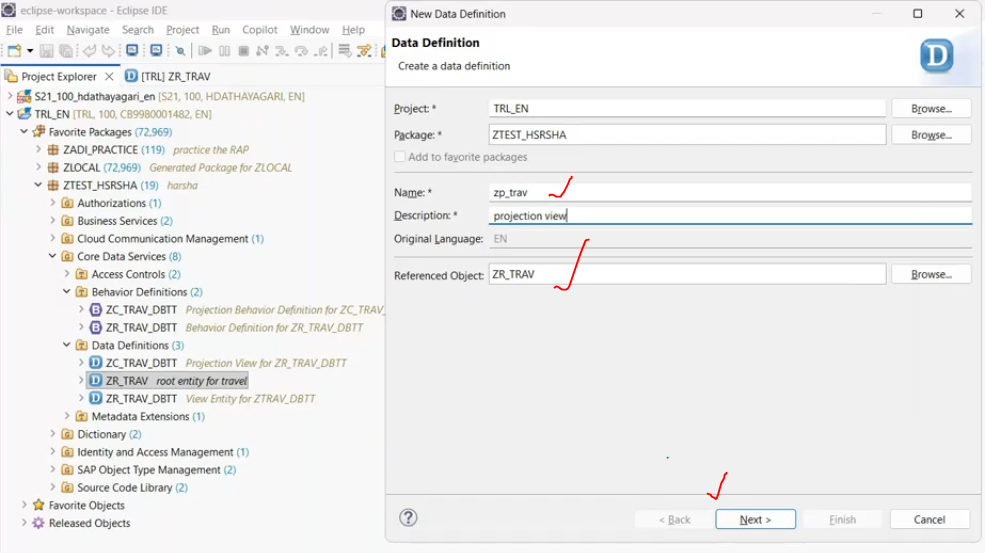 eclipse-workspace - Eclipse IDE
File Edit Navigate Search Project Run Copilot Window Help
Project Explorer
[TRL] ZR_TRAV
S21_100_hdathayagari_en [S21, 100, HDATHAYAGARI, EN]
TRL_EN [TRL, 100, CB9980001482, EN]
Favorite Packages (72,969)
ZADI_PRACTICE (119) practice the RAP
ZLOCAL (72,969) Generated Package for ZLOCAL
ZTEST_HSRSHA (19) harsha
Authorizations (1)
Business Services (2)
Cloud Communication Management (1)
Core Data Services (8)
Access Controls (2)
Behavior Definitions (2)
ZC_TRAV_DBTT Projection Behavior Definition for ZC_TRAV_
ZR_TRAV_DBTT Behavior Definition for ZR_TRAV_DBTT
Data Definitions (3)
ZC_TRAV_DBTT Projection View for ZR_TRAV_DBTT
ZR_TRAV root entity for travel
ZR_TRAV_DBTT View Entity for ZTRAV_DBTT
Metadata Extensions (1)
Dictionary (2)
Identity and Access Management (1)
SAP Object Type Management (2)
Source Code Library (2)
Favorite Objects
Released Objects
New Data Definition
Data Definition
Create a data definition
D
Project: * TRL_EN Browse...
Package: * ZTEST_HSRSHA Browse...
Add to favorite packages
Name: * zp_trav
Description: * projection view
Original Language: EN
Referenced Object: ZR_TRAV Browse...
? < Back Next > Finish Cancel